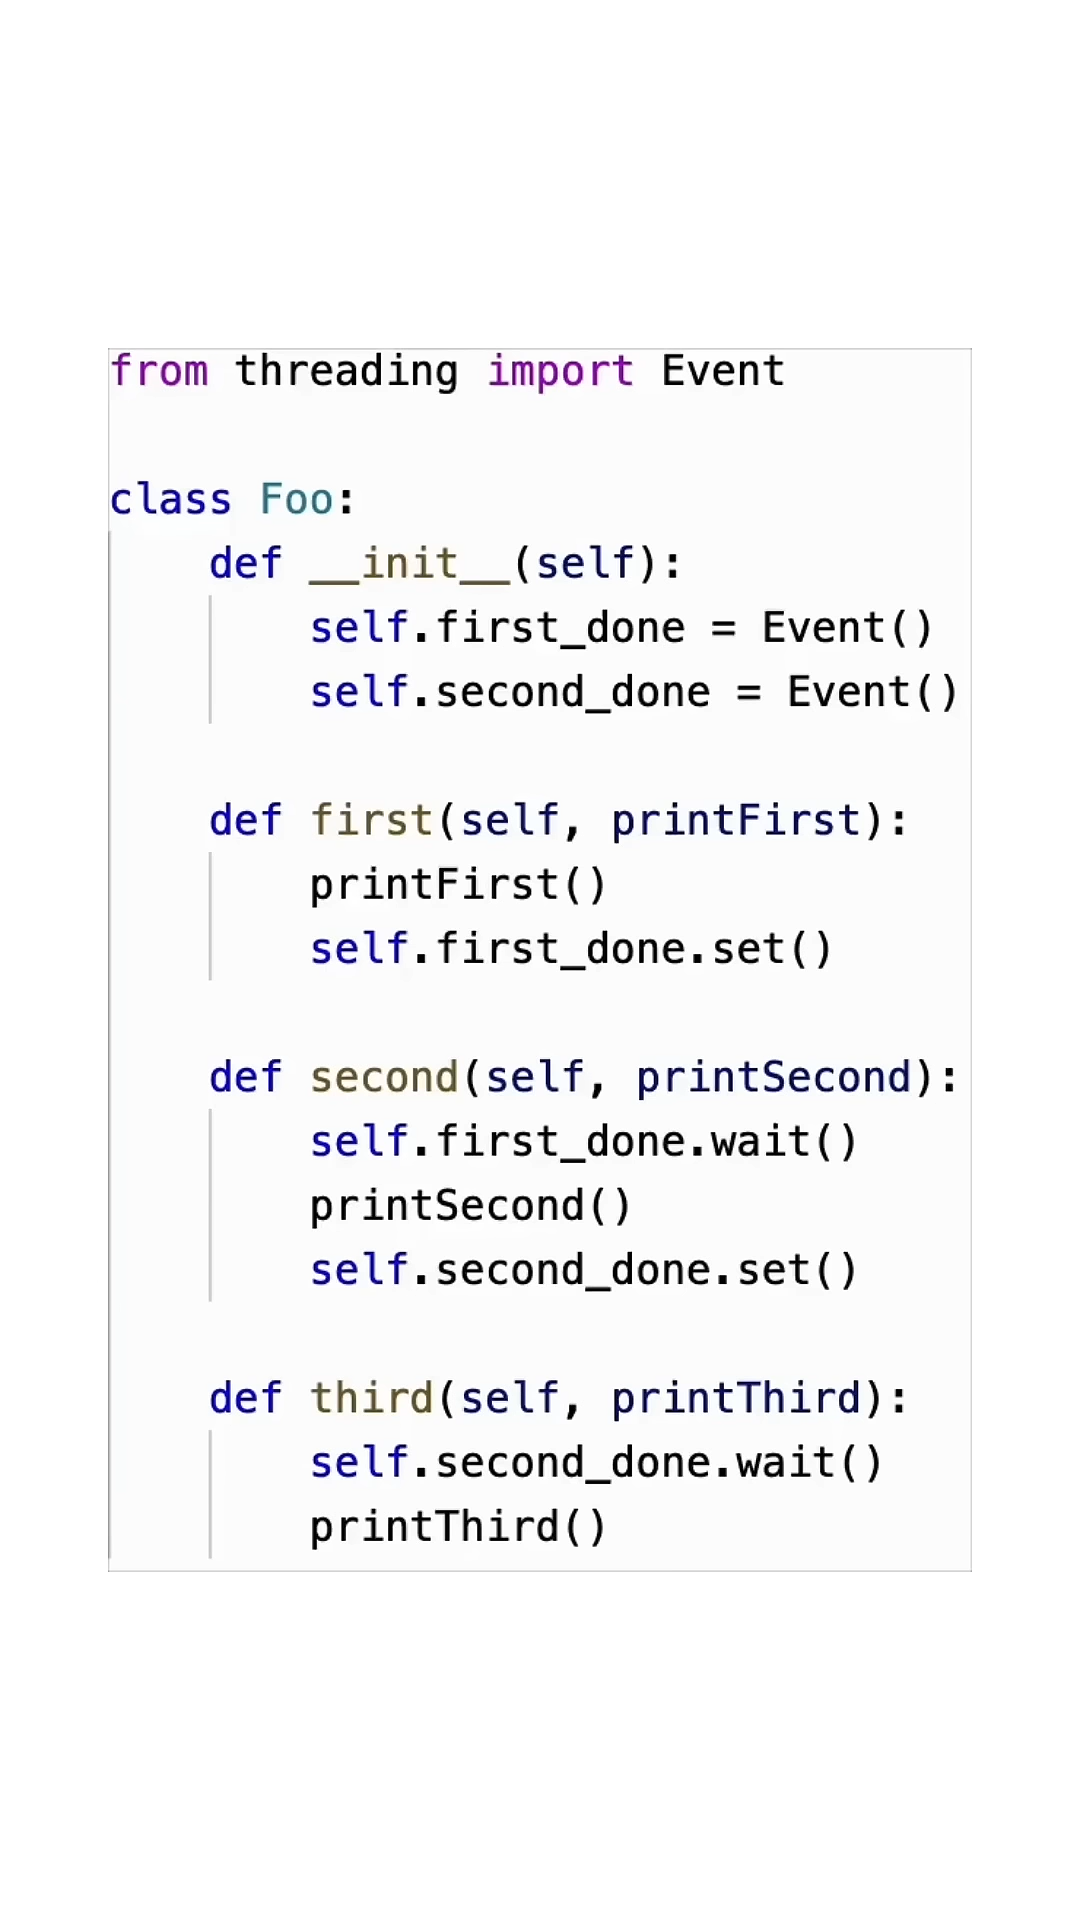 from threading import Event
class Foo:
    def __init__(self):
        self.first_done = Event()
        self.second_done = Event()
    def first(self, printFirst):
        printFirst()
        self.first_done.set()
    def second(self, printSecond):
        self.first_done.wait()
        printSecond()
        self.second_done.set()
    def third(self, printThird):
        self.second_done.wait()
        printThird()